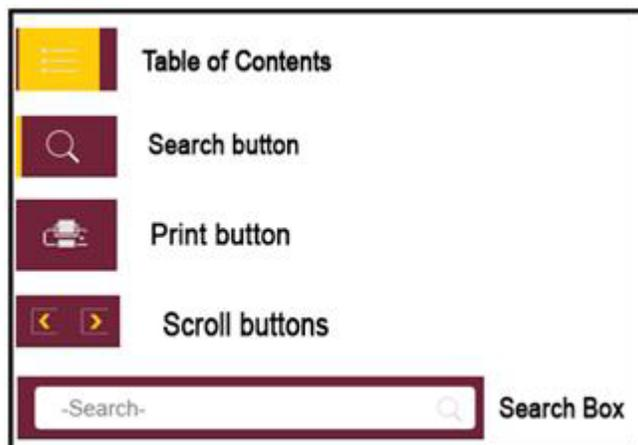 Table of Contents
Search button
Print button
Scroll buttons
-Search- Search Box